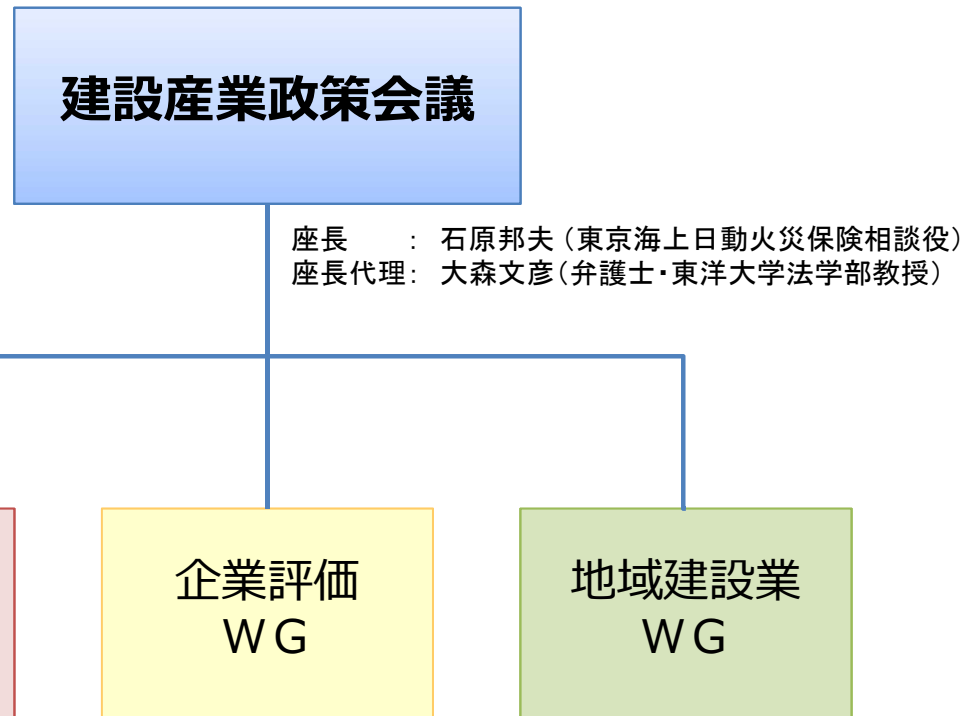 建設産業政策会議
座長　　： 石原邦夫（東京海上日動火災保険相談役）
座長代理： 大森文彦（弁護士・東洋大学法学部教授）
企業評価
ＷＧ
地域建設業
ＷＧ